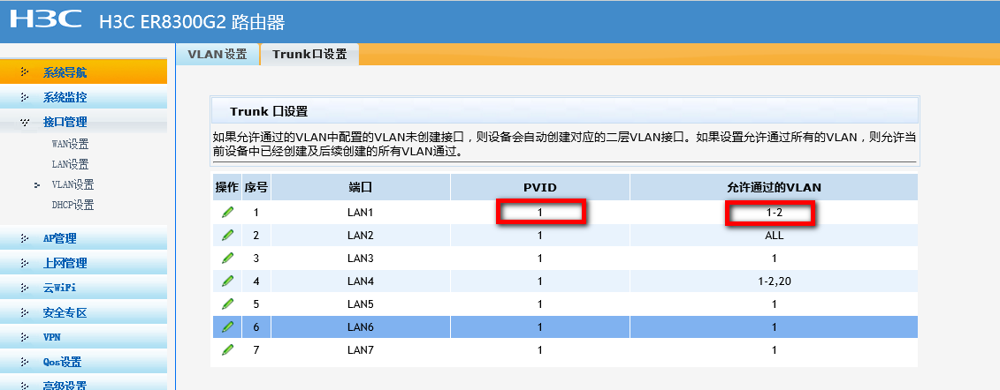 H3C H3C ER8300G2 路由器
VLAN设置 Trunk口设置
系统导航
系统监控
接口管理
WAN设置
LAN设置
VLAN设置
DHCP设置
AP管理
上网管理
云WiFi
安全专区
VPN
Qos设置
高级设置
Trunk 口设置
如果允许通过的VLAN中配置的VLAN未创建接口，则设备会自动创建对应的二层VLAN接口。如果设置允许通过所有的VLAN，则允许当
前设备中已经创建及后续创建的所有VLAN通过。
操作 序号 端口 PVID 允许通过的VLAN
1 LAN1 1 1-2
2 LAN2 1 ALL
3 LAN3 1 1
4 LAN4 1 1-2,20
5 LAN5 1 1
6 LAN6 1 1
7 LAN7 1 1